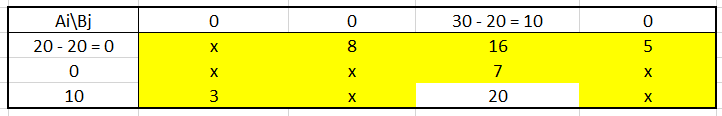 Ai\Bj 0 0 30 - 20 = 10 0
20 - 20 = 0 x 8 16 5
0 x x 7 x
10 3 x 20 x